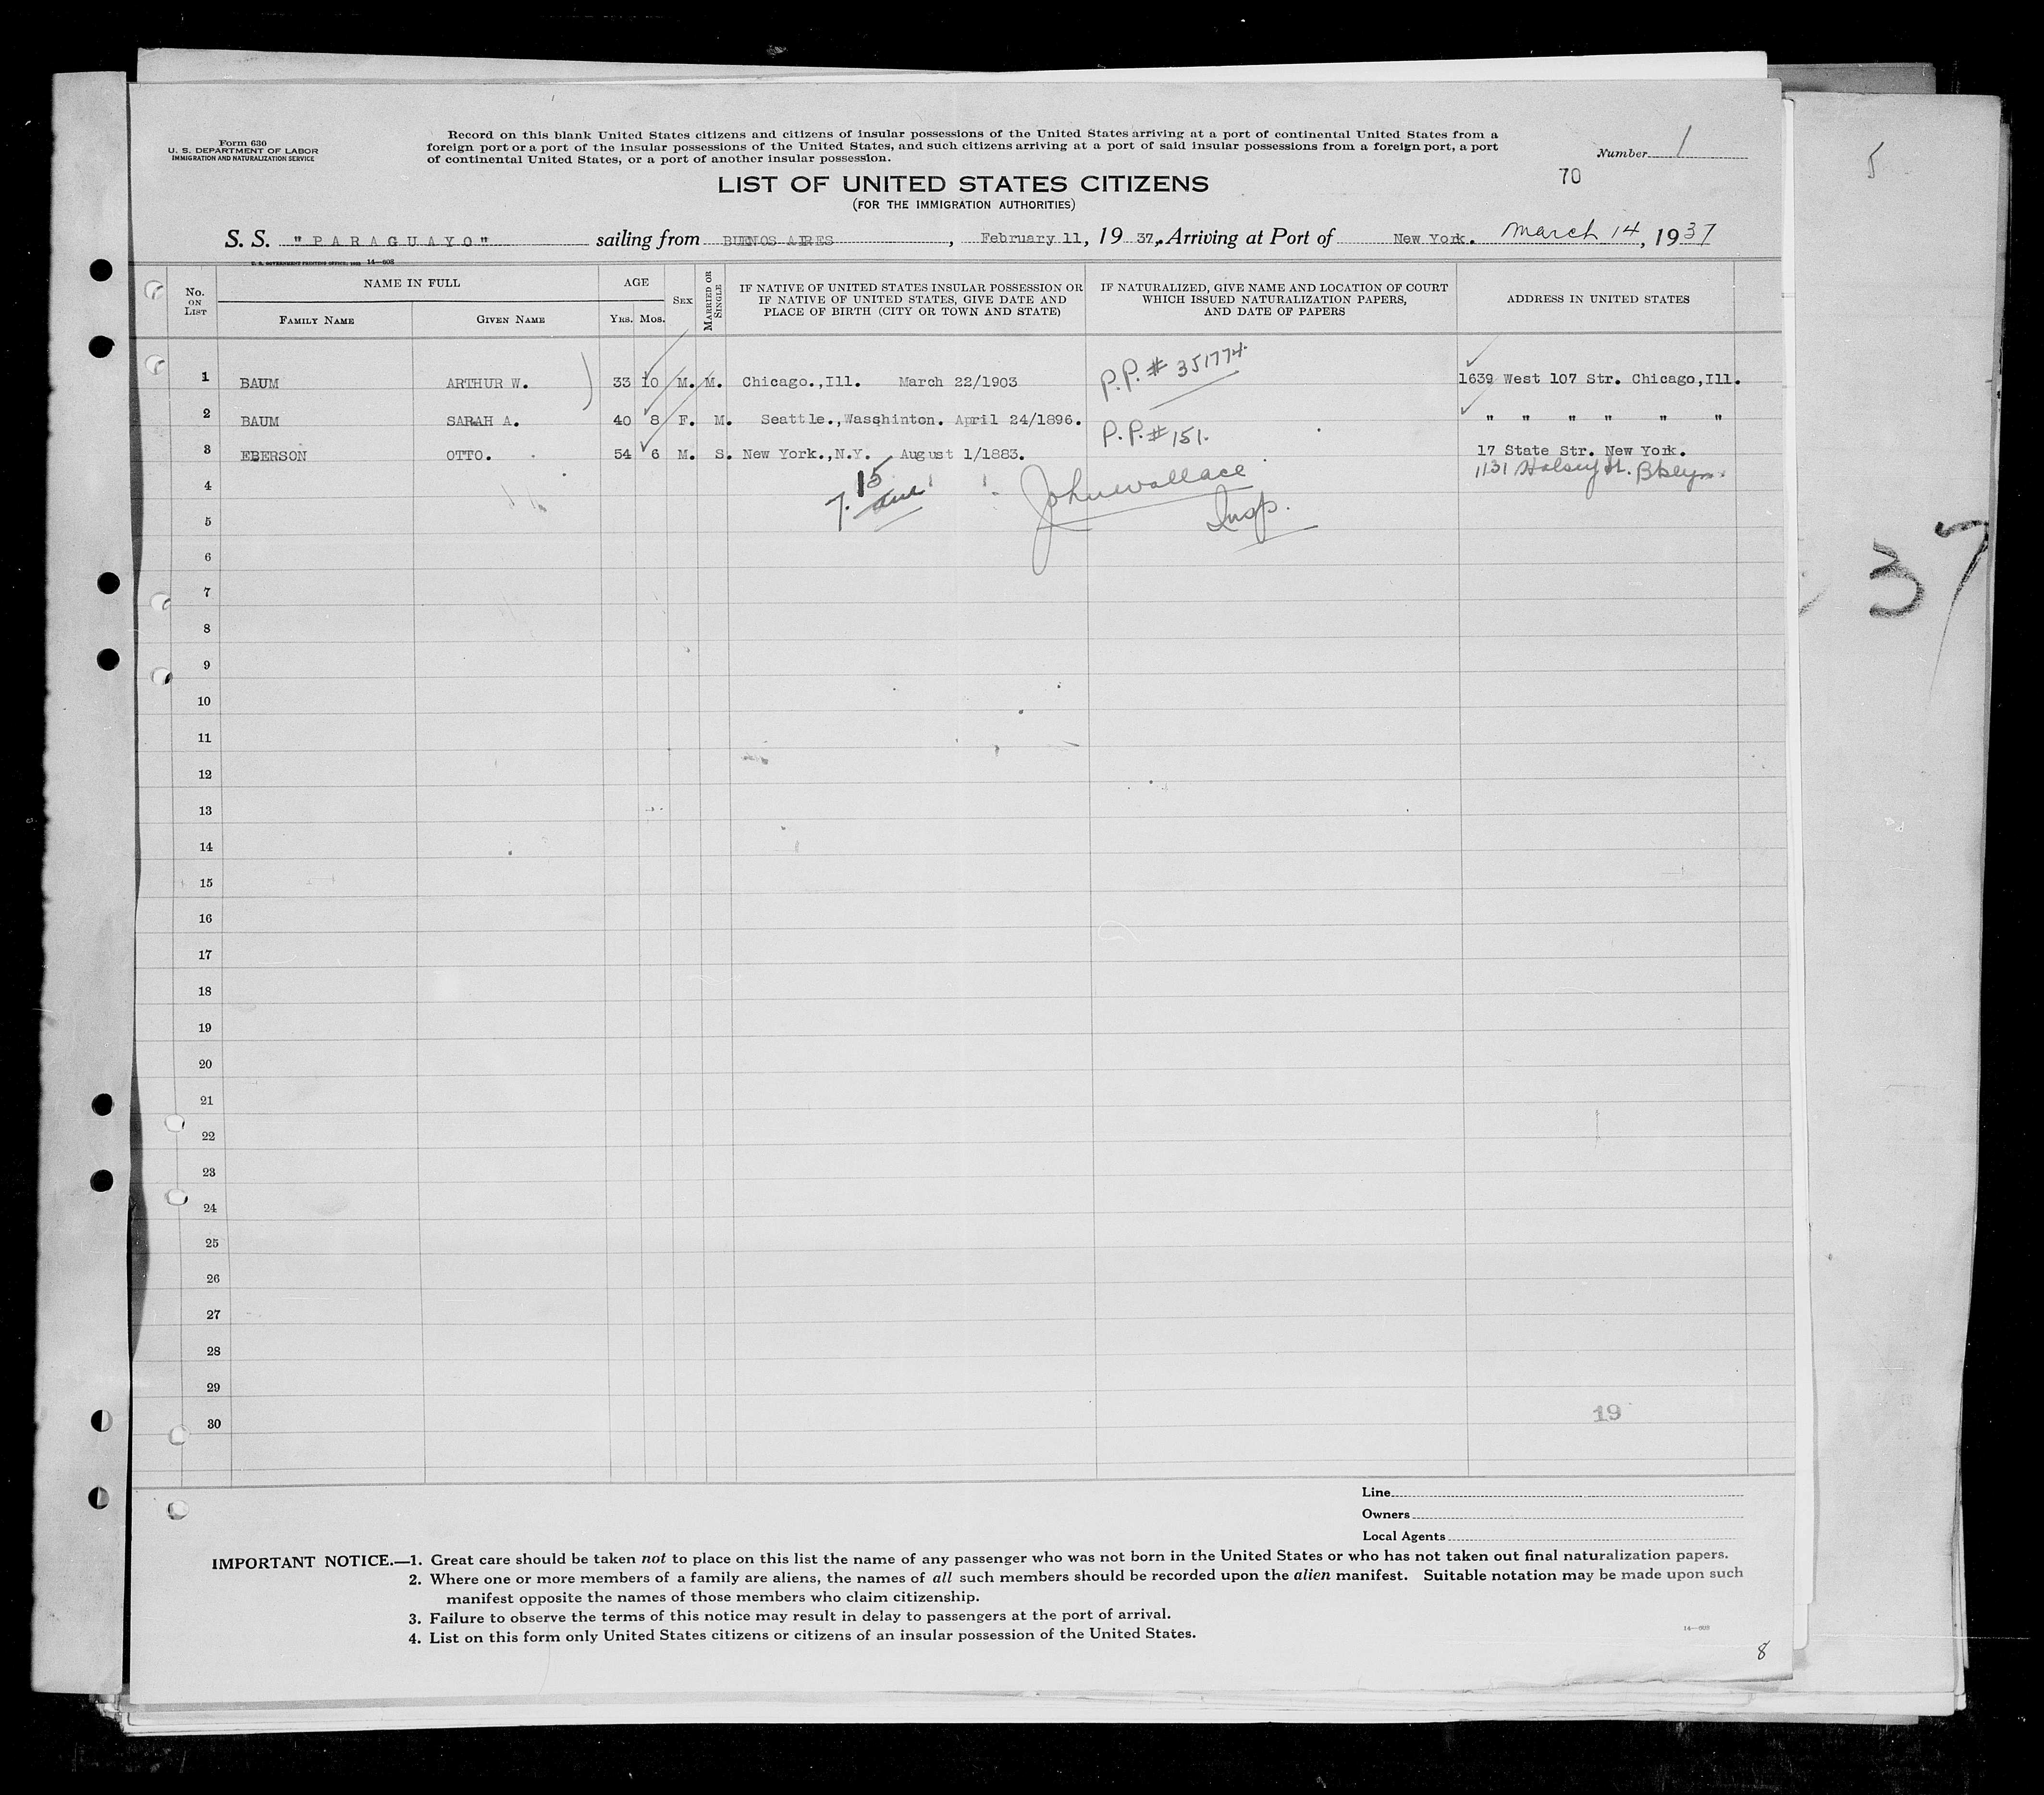 Form 630
U. S. DEPARTMENT OF LABOR
IMMIGRATION AND NATURALIZATION SERVICE
Record on this blank United States citizens and citizens of insular possessions of the United States arriving at a port of continental United States from a
foreign port or a port of the insular possessions of the United States, and such citizens arriving at a port of said insular possessions from a foreign port, a port
of continental United States, or a port of another insular possession.
Number 1
70
5
LIST OF UNITED STATES CITIZENS
(FOR THE IMMIGRATION AUTHORITIES)
S. S. "PARAGUAYO" sailing from BUENOS AIRES, February 11, 19 37, Arriving at Port of New York. March 14, 1937
U. S. GOVERNMENT PRINTING OFFICE: 14—608
No. ON LIST
NAME IN FULL
FAMILY NAME
GIVEN NAME
AGE
YRS. MOS.
SEX
MARRIED OR SINGLE
IF NATIVE OF UNITED STATES INSULAR POSSESSION OR
IF NATIVE OF UNITED STATES, GIVE DATE AND
PLACE OF BIRTH (CITY OR TOWN AND STATE)
IF NATURALIZED, GIVE NAME AND LOCATION OF COURT
WHICH ISSUED NATURALIZATION PAPERS,
AND DATE OF PAPERS
ADDRESS IN UNITED STATES
1 BAUM ARTHUR W. 33 10 M. M. Chicago.,Ill. March 22/1903 P.P. # 351774. 1639 West 107 Str. Chicago,Ill.
2 BAUM SARAH A. 40 8 F. M. Seattle.,Wasshinton. April 24/1896. " " " " " "
3 EBERSON OTTO. 54 6 M. S. New York.,N.Y. August 1/1883. P.P.#151. 17 State Str. New York.
1131 Halsey St. Bklyn.
4
15
John Wallace
Insp.
5
6
7
8
9
10
11
12
13
14
15
16
17
18
19
20
21
22
23
24
25
26
27
28
29
30
37
19
Line
Owners
Local Agents
IMPORTANT NOTICE.—1. Great care should be taken not to place on this list the name of any passenger who was not born in the United States or who has not taken out final naturalization papers.
2. Where one or more members of a family are aliens, the names of all such members should be recorded upon the alien manifest. Suitable notation may be made upon such
manifest opposite the names of those members who claim citizenship.
3. Failure to observe the terms of this notice may result in delay to passengers at the port of arrival.
4. List on this form only United States citizens or citizens of an insular possession of the United States.
14—608
8